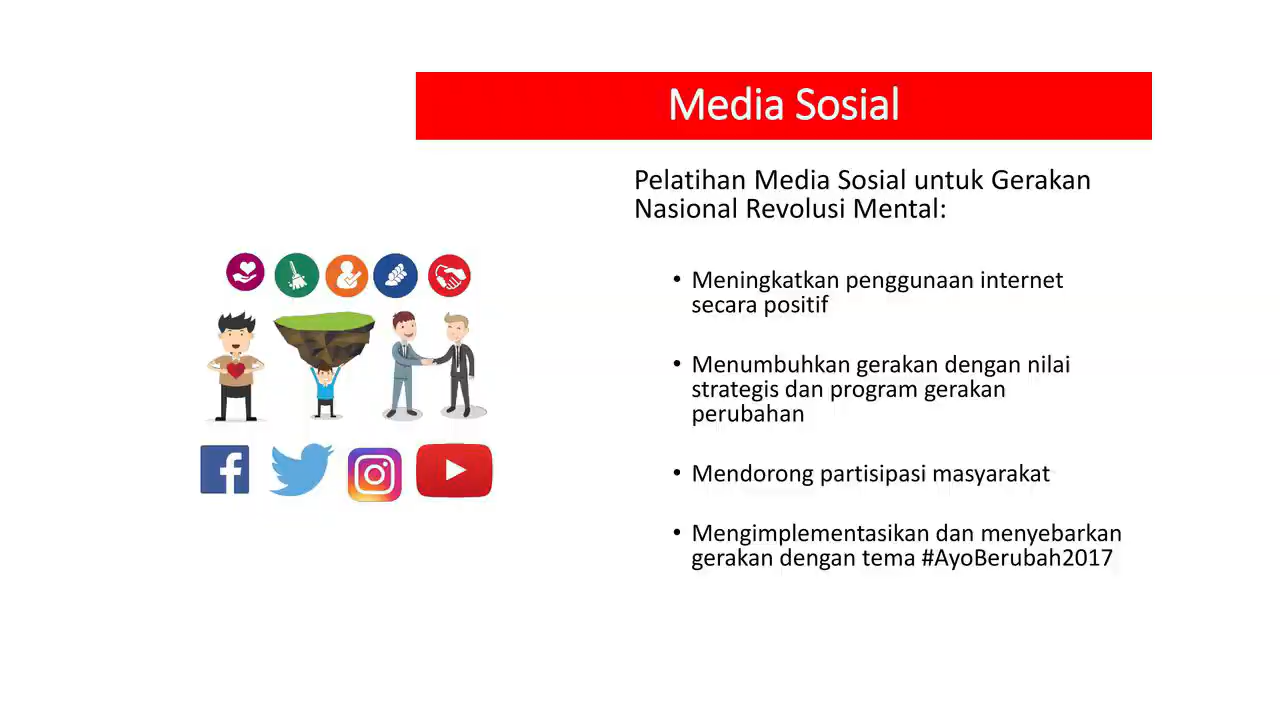 Media Sosial
Pelatihan Media Sosial untuk Gerakan
Nasional Revolusi Mental:
• Meningkatkan penggunaan internet
secara positif
• Menumbuhkan gerakan dengan nilai
strategis dan program gerakan
perubahan
• Mendorong partisipasi masyarakat
• Mengimplementasikan dan menyebarkan
gerakan dengan tema #AyoBerubah2017